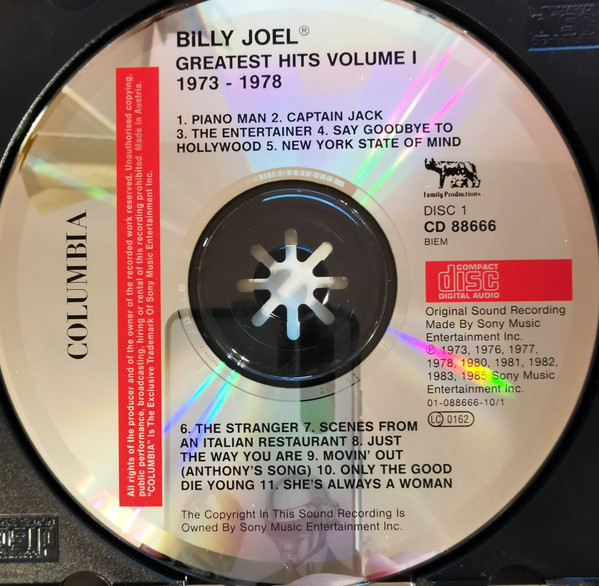 BILLY JOEL®
GREATEST HITS VOLUME I
1973 - 1978
1. PIANO MAN 2. CAPTAIN JACK
3. THE ENTERTAINER 4. SAY GOODBYE TO
HOLLYWOOD 5. NEW YORK STATE OF MIND
Family Productions
DISC 1
CD 88666
BIEM
COMPACT
disc
DIGITAL AUDIO
Original Sound Recording
Made By Sony Music
Entertainment Inc.
℗ 1973, 1976, 1977,
1978, 1980, 1981, 1982,
1983, 1985 Sony Music
Entertainment Inc.
01-088666-10/1
LC 0162
COLUMBIA
All rights of the producer and of the owner of the recorded work reserved. Unauthorised copying,
public performance, broadcasting, hiring or rental of this recording prohibited. Made in Austria.
"COLUMBIA" Is The Exclusive Trademark Of Sony Music Entertainment Inc.
6. THE STRANGER 7. SCENES FROM
AN ITALIAN RESTAURANT 8. JUST
THE WAY YOU ARE 9. MOVIN' OUT
(ANTHONY'S SONG) 10. ONLY THE GOOD
DIE YOUNG 11. SHE'S ALWAYS A WOMAN
The Copyright In This Sound Recording Is
Owned By Sony Music Entertainment Inc.